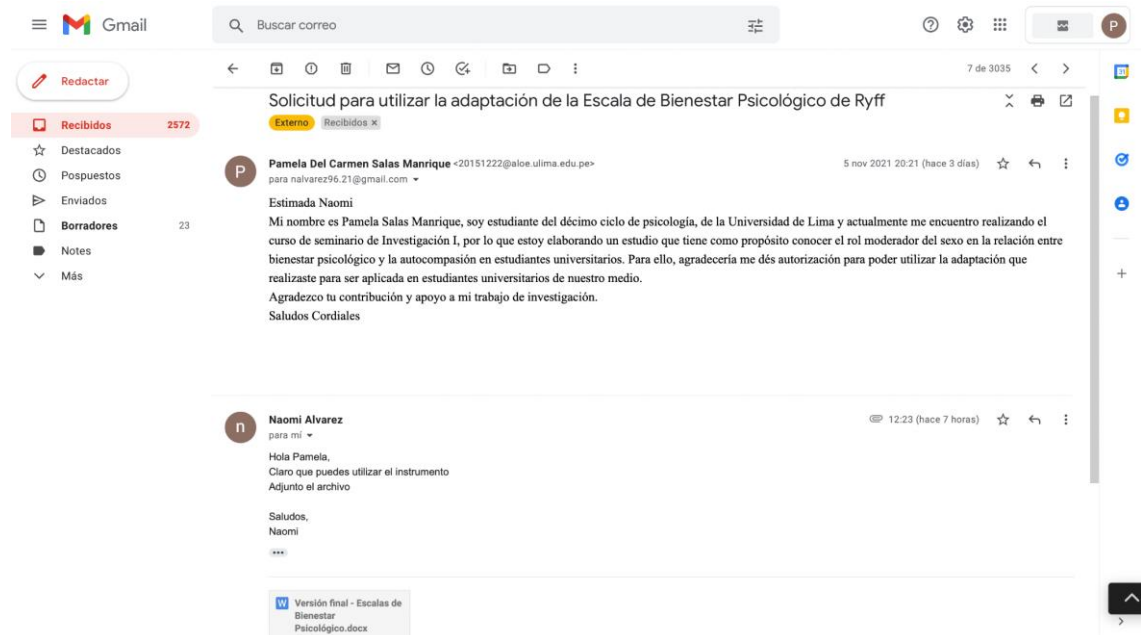 Gmail
Buscar correo
P
Redactar
7 de 3035
31
Solicitud para utilizar la adaptación de la Escala de Bienestar Psicológico de Ryff
Recibidos 2572
Externo Recibidos ×
Destacados
Pospuestos
Enviados
Borradores 23
Notes
Más
P
Pamela Del Carmen Salas Manrique <20151222@aloe.ulima.edu.pe>
5 nov 2021 20:21 (hace 3 días)
para nalvarez96.21@gmail.com
Estimada Naomi
Mi nombre es Pamela Salas Manrique, soy estudiante del décimo ciclo de psicología, de la Universidad de Lima y actualmente me encuentro realizando el
curso de seminario de Investigación I, por lo que estoy elaborando un estudio que tiene como propósito conocer el rol moderador del sexo en la relación entre
bienestar psicológico y la autocompasión en estudiantes universitarios. Para ello, agradecería me dés autorización para poder utilizar la adaptación que
realizaste para ser aplicada en estudiantes universitarios de nuestro medio.
Agradezco tu contribución y apoyo a mi trabajo de investigación.
Saludos Cordiales
n
Naomi Alvarez
12:23 (hace 7 horas)
para mí
Hola Pamela,
Claro que puedes utilizar el instrumento
Adjunto el archivo
Saludos,
Naomi
W
Versión final - Escalas de
Bienestar
Psicológico.docx